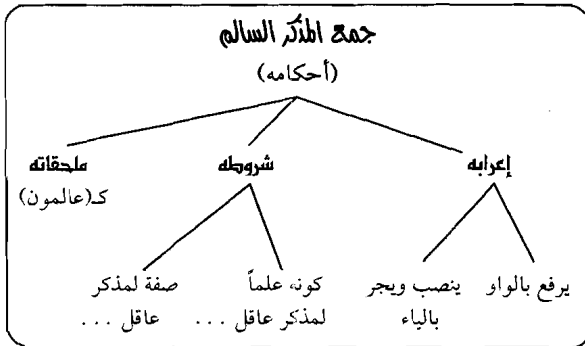 جمع المذكر السالم
(أحكامه)
إعرابه
شروطه
ملحقاته
كـ(عالمون)
يرفع بالواو
ينصب ويجر
بالياء
كونه علماً
لمذكر عاقل ...
صفة لمذكر
عاقل ...